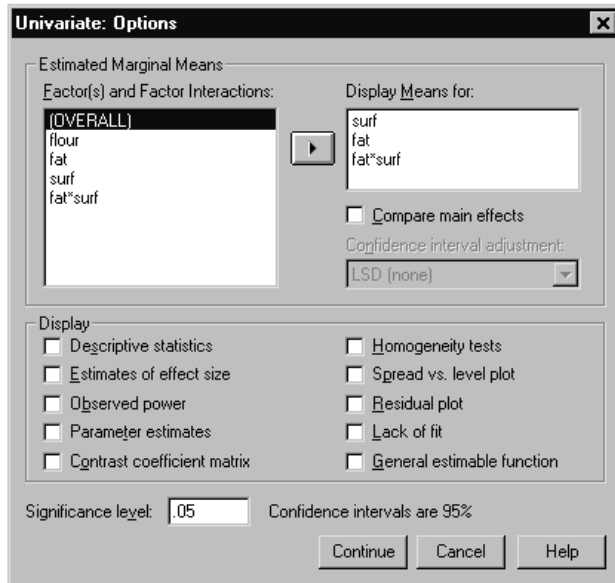 Univariate: Options
Estimated Marginal Means
Factor(s) and Factor Interactions:
(OVERALL)
flour
fat
surf
fat*surf
Display Means for:
surf
fat
fat*surf
Compare main effects
Confidence interval adjustment:
LSD (none)
Display
Descriptive statistics
Estimates of effect size
Observed power
Parameter estimates
Contrast coefficient matrix
Homogeneity tests
Spread vs. level plot
Residual plot
Lack of fit
General estimable function
Significance level: .05 Confidence intervals are 95%
Continue Cancel Help